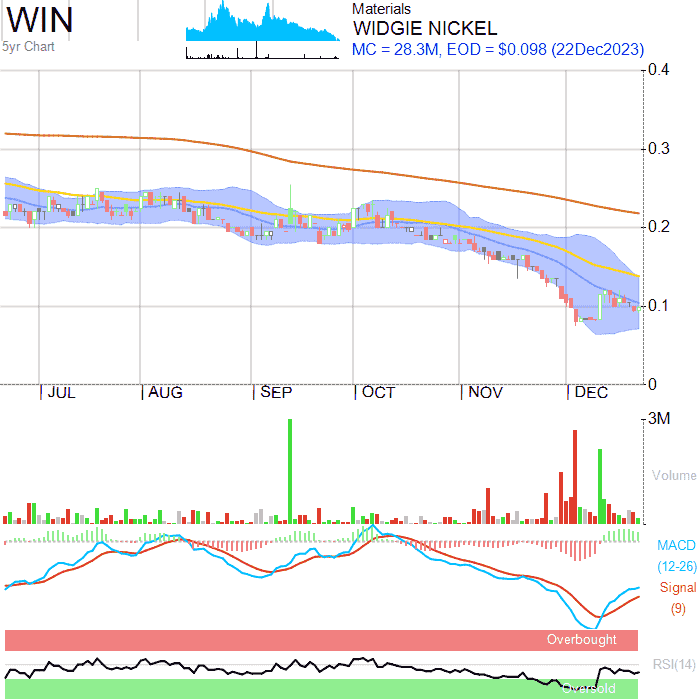 WIN
5yr Chart
Materials
WIDGIE NICKEL
MC = 28.3M, EOD = $0.098 (22Dec2023)
0.4
0.3
0.2
0.1
0
JUL AUG SEP OCT NOV DEC
3M
Volume
MACD
(12-26)
Signal
(9)
Overbought
RSI(14)
Oversold